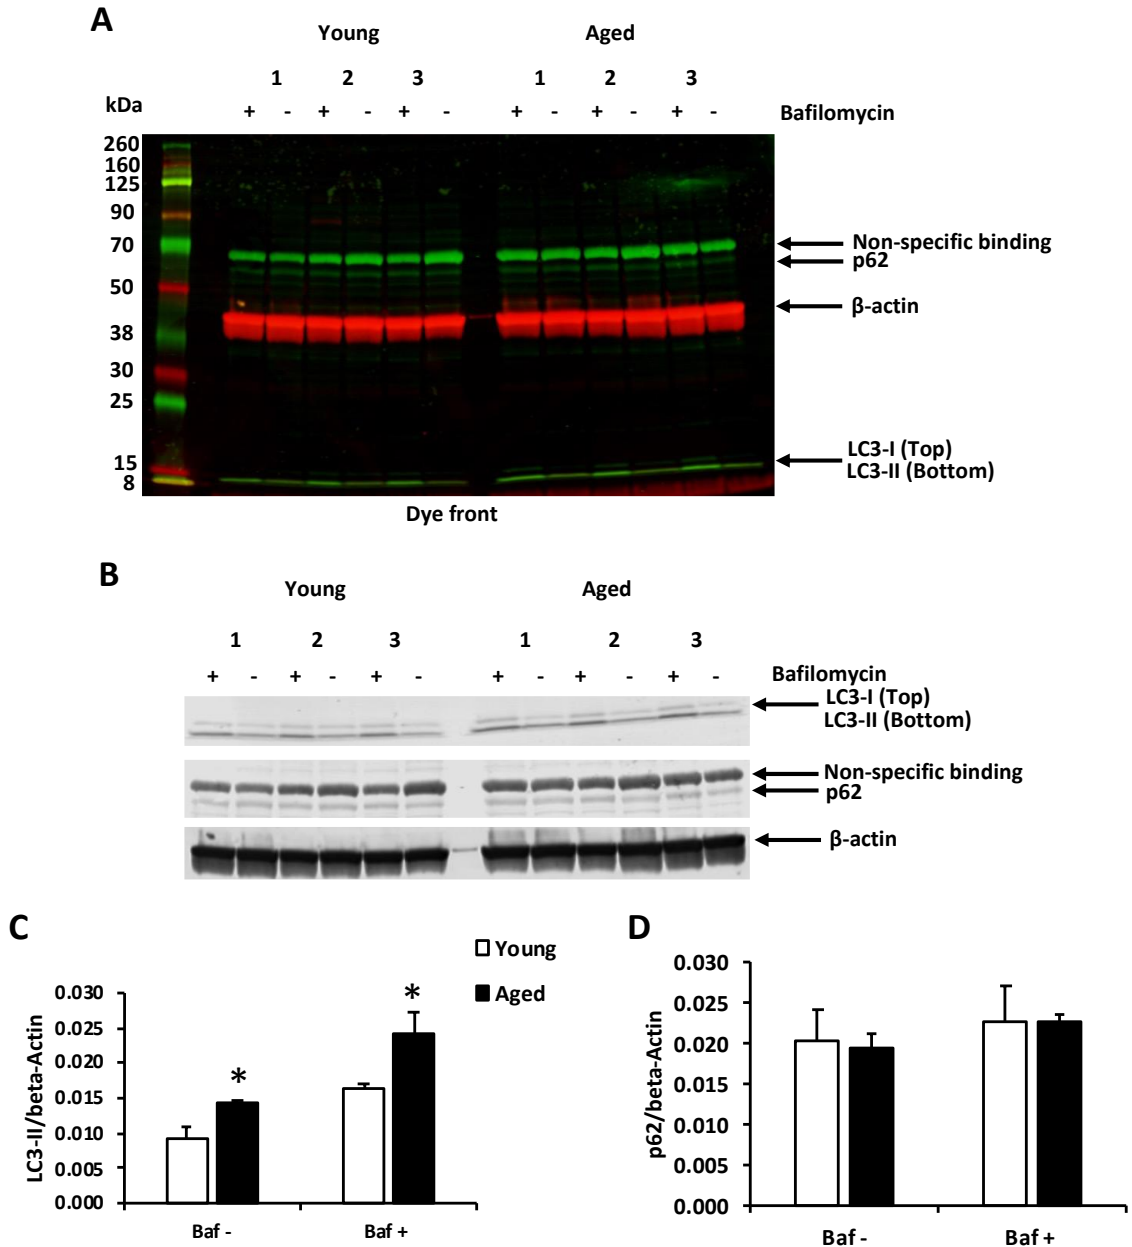 A
Young Aged
1 2 3 1 2 3
kDa
+ - + - + - + - + - + - Bafilomycin
260
160
125
90
70
50
38
30
25
15
8
Non-specific binding
p62
β-actin
LC3-I (Top)
LC3-II (Bottom)
Dye front
B
Young Aged
1 2 3 1 2 3
+ - + - + - + - + - + - Bafilomycin
LC3-I (Top)
LC3-II (Bottom)
Non-specific binding
p62
β-actin
C
Young
Aged
LC3-II/beta-Actin
0.030
0.025
0.020
0.015
0.010
0.005
0.000
*
*
Baf - Baf +
D
p62/beta-Actin
0.030
0.025
0.020
0.015
0.010
0.005
0.000
Baf - Baf +